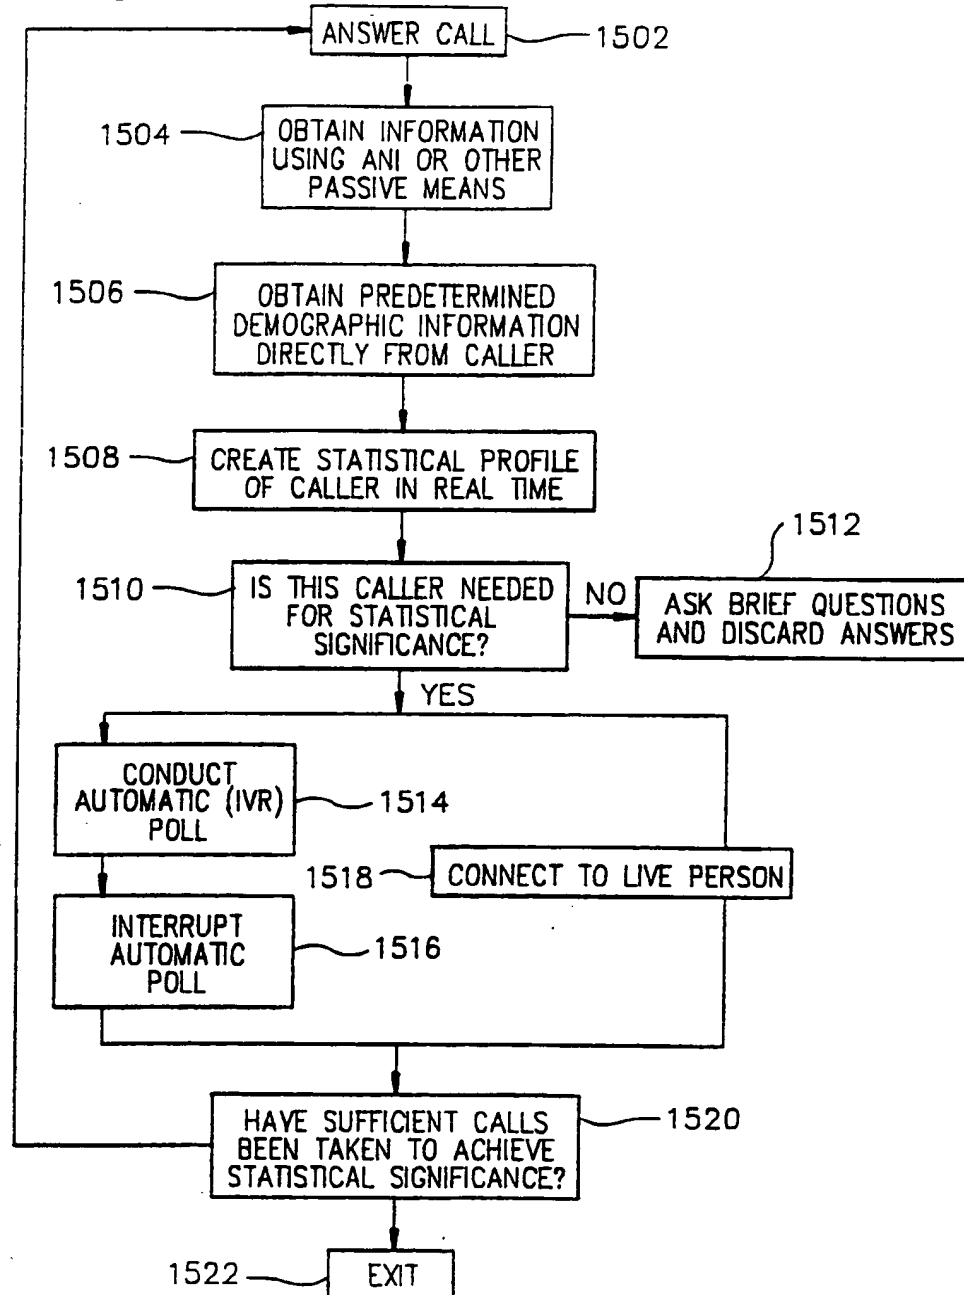 ANSWER CALL
1502
1504
OBTAIN INFORMATION
USING ANI OR OTHER
PASSIVE MEANS
1506
OBTAIN PREDETERMINED
DEMOGRAPHIC INFORMATION
DIRECTLY FROM CALLER
1508
CREATE STATISTICAL PROFILE
OF CALLER IN REAL TIME
1510
IS THIS CALLER NEEDED
FOR STATISTICAL
SIGNIFICANCE?
NO
1512
ASK BRIEF QUESTIONS
AND DISCARD ANSWERS
YES
CONDUCT
AUTOMATIC (IVR)
POLL
1514
1518
CONNECT TO LIVE PERSON
INTERRUPT
AUTOMATIC
POLL
1516
HAVE SUFFICIENT CALLS
BEEN TAKEN TO ACHIEVE
STATISTICAL SIGNIFICANCE?
1520
1522
EXIT